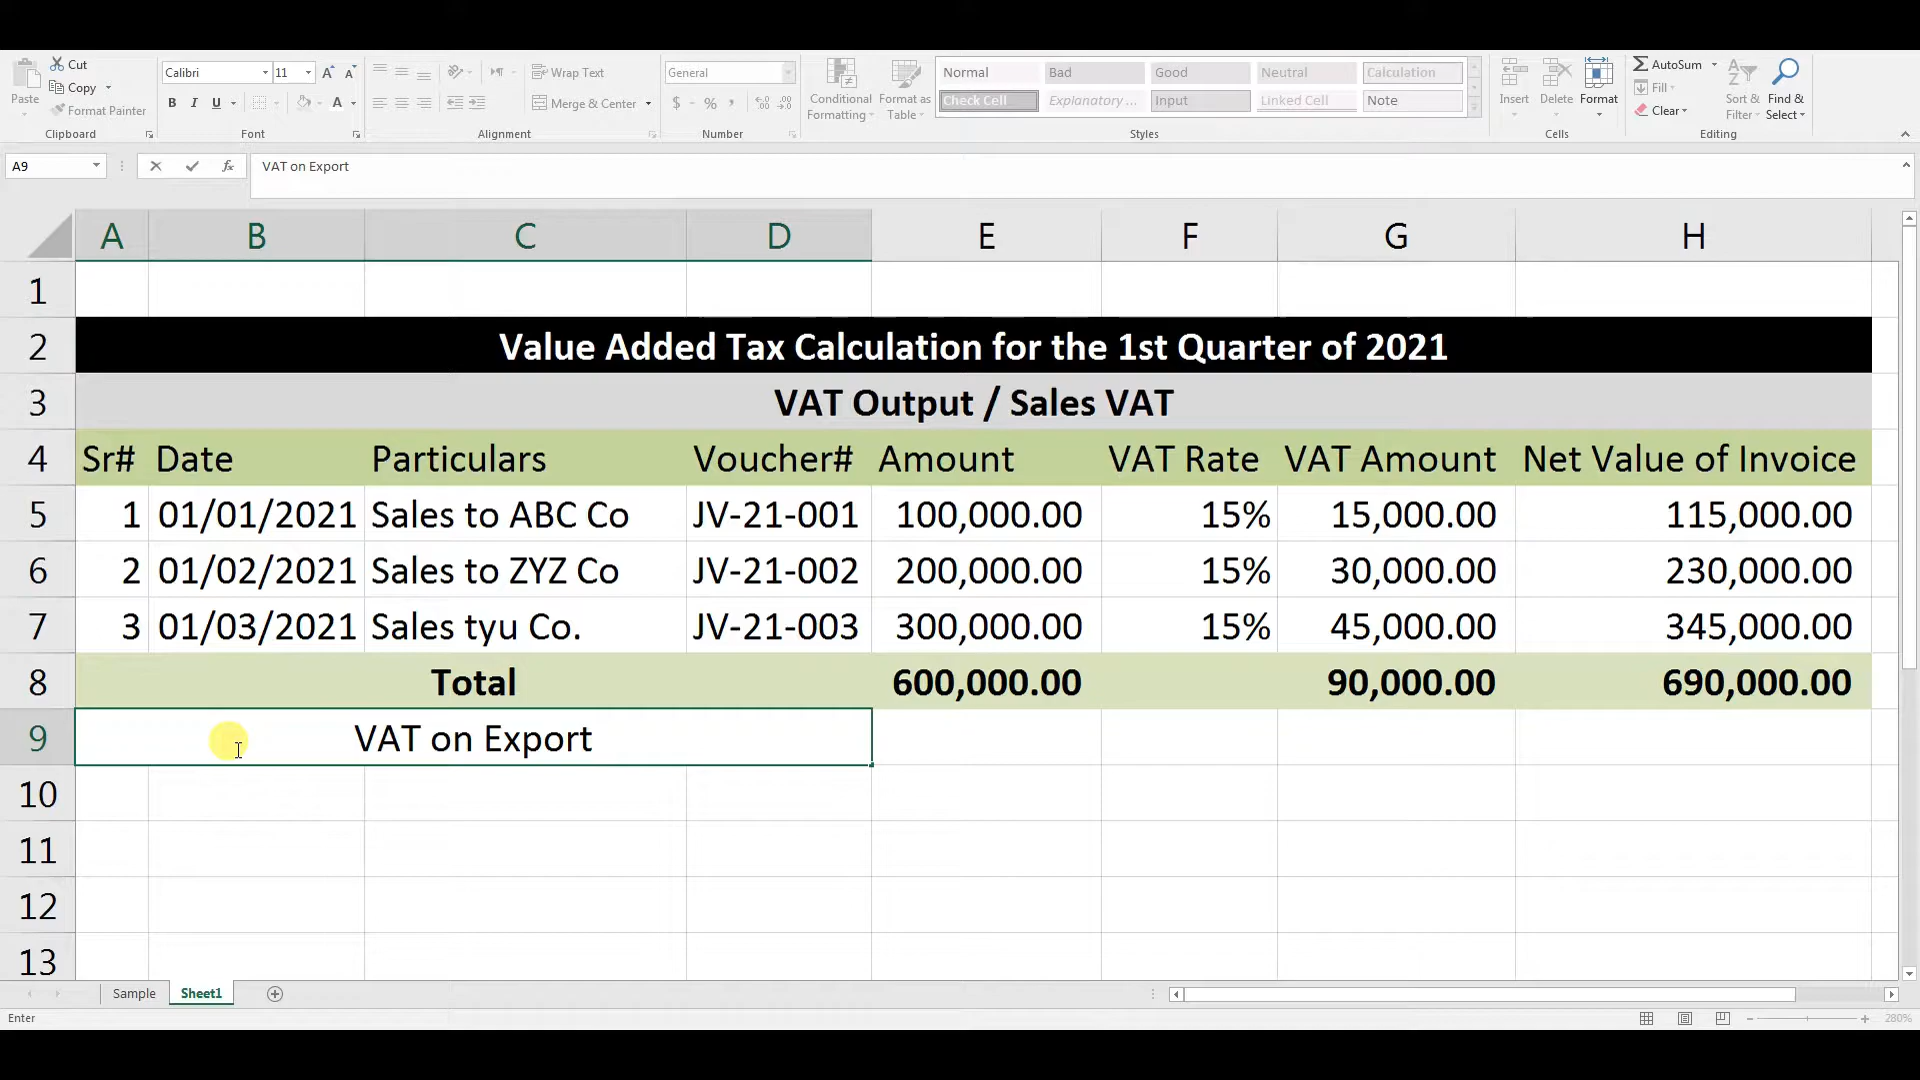 Cut
Copy
Format Painter
Paste
Clipboard
Calibri
11
B I U
Font
Wrap Text
Merge & Center
Alignment
General
$ % ,
Number
Conditional Formatting
Format as Table
Normal Bad Good Neutral Calculation
Check Cell Explanatory ... Input Linked Cell Note
Styles
Insert Delete Format
Cells
AutoSum
Fill
Clear
Sort & Filter
Find & Select
Editing
A9
fx
VAT on Export
A B C D E F G H
1
2 Value Added Tax Calculation for the 1st Quarter of 2021
3 VAT Output / Sales VAT
4 Sr# Date Particulars Voucher# Amount VAT Rate VAT Amount Net Value of Invoice
5 1 01/01/2021 Sales to ABC Co JV-21-001 100,000.00 15% 15,000.00 115,000.00
6 2 01/02/2021 Sales to ZYZ Co JV-21-002 200,000.00 15% 30,000.00 230,000.00
7 3 01/03/2021 Sales tyu Co. JV-21-003 300,000.00 15% 45,000.00 345,000.00
8 Total 600,000.00 90,000.00 690,000.00
9 VAT on Export
10
11
12
13
Sample Sheet1
Enter
280%